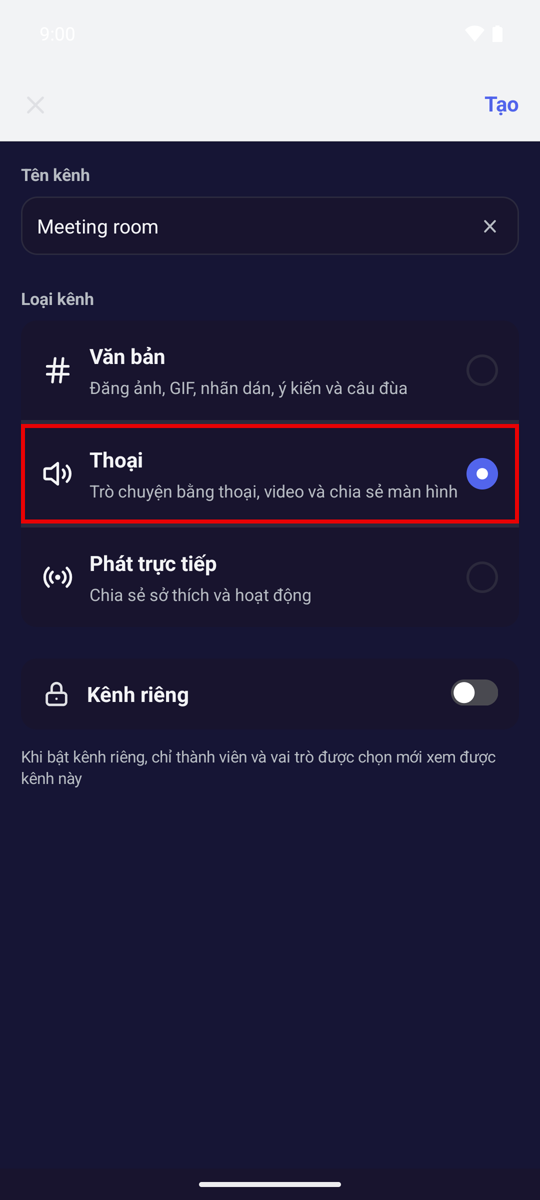 9:00
Tạo
Tên kênh
Meeting room
Loại kênh
Văn bản
Đăng ảnh, GIF, nhãn dán, ý kiến và câu đùa
Thoại
Trò chuyện bằng thoại, video và chia sẻ màn hình
Phát trực tiếp
Chia sẻ sở thích và hoạt động
Kênh riêng
Khi bật kênh riêng, chỉ thành viên và vai trò được chọn mới xem được
kênh này